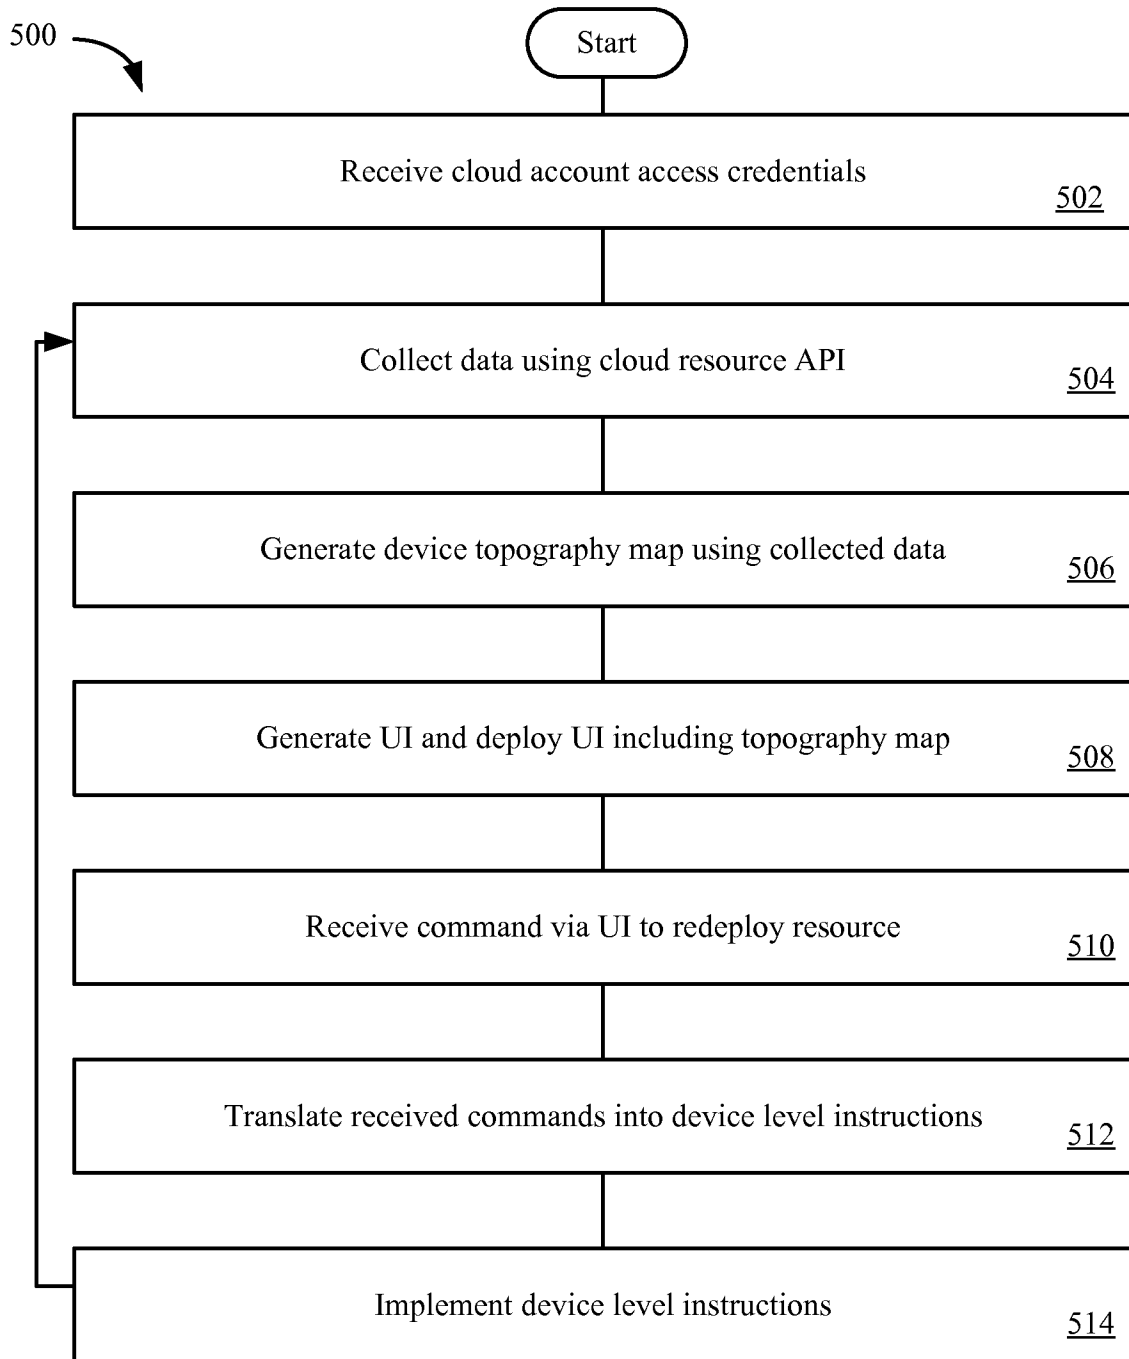 500
Start
Receive cloud account access credentials
502
Collect data using cloud resource API
504
Generate device topography map using collected data
506
Generate UI and deploy UI including topography map
508
Receive command via UI to redeploy resource
510
Translate received commands into device level instructions
512
Implement device level instructions
514